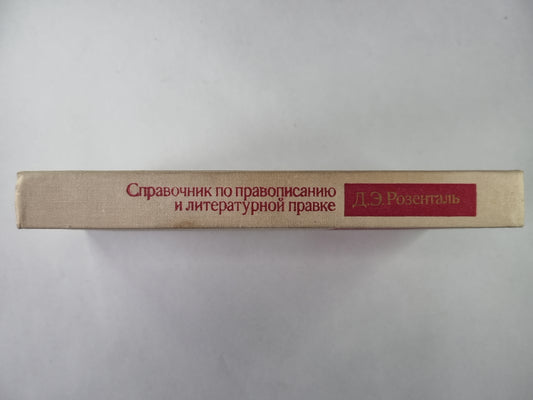 Справочник по правописанию
и литературной правке
Д.Э.Розенталь